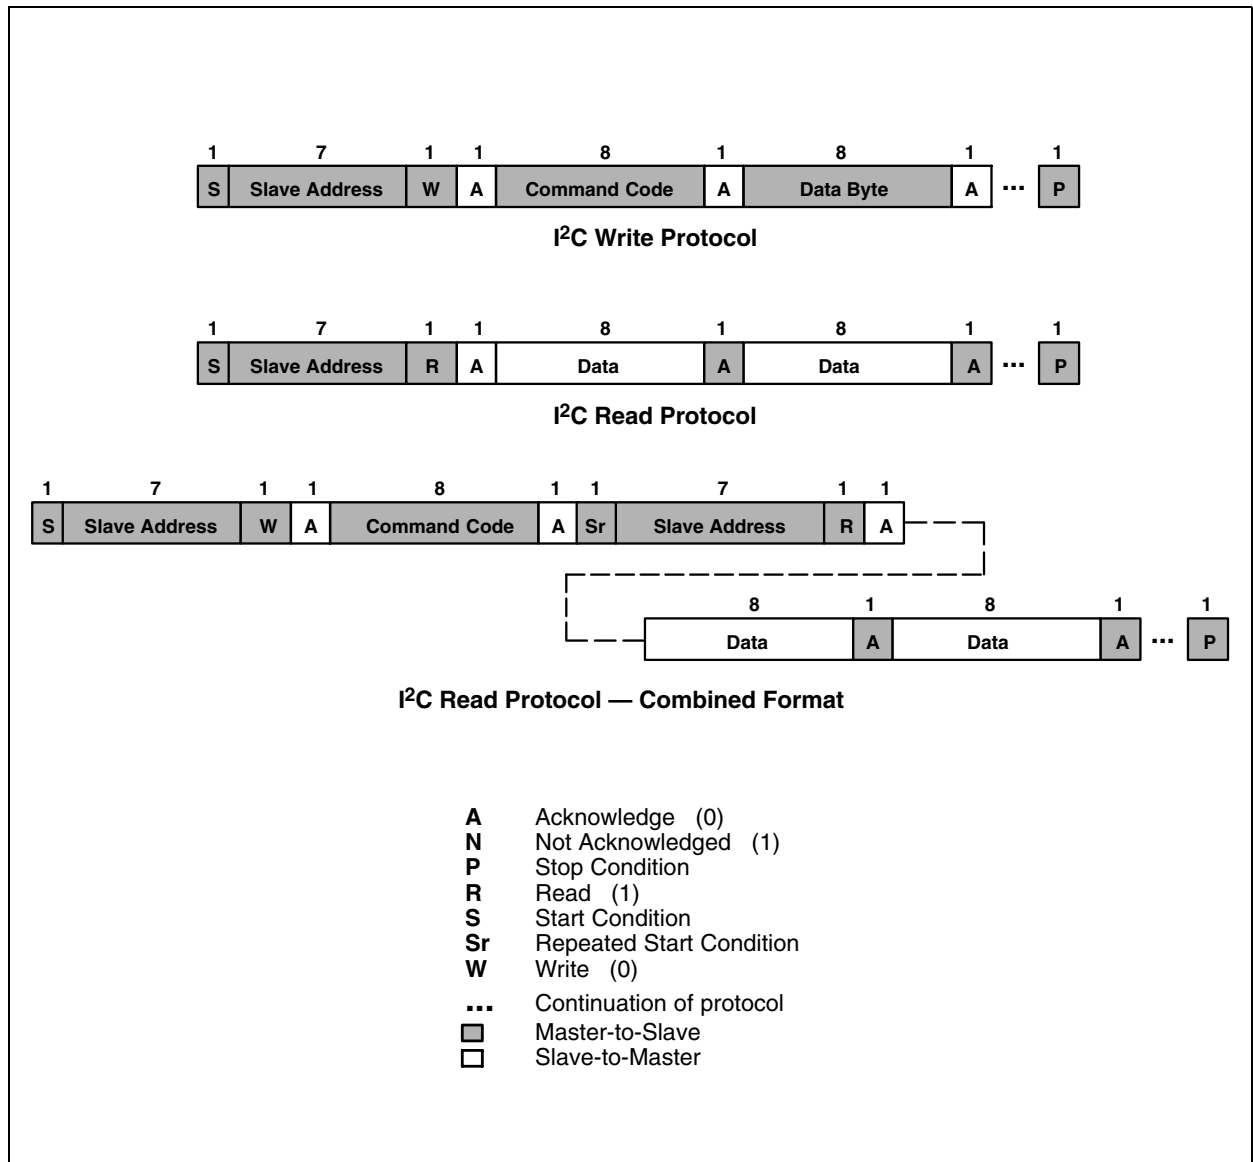 1 7 1 1 8 1 8 1 1
S Slave Address W A Command Code A Data Byte A ... P
I²C Write Protocol
1 7 1 1 8 1 8 1 1
S Slave Address R A Data A Data A ... P
I²C Read Protocol
1 7 1 1 8 1 1 7 1 1
S Slave Address W A Command Code A Sr Slave Address R A
8 1 8 1 1
Data A Data A ... P
I²C Read Protocol — Combined Format
A Acknowledge (0)
N Not Acknowledged (1)
P Stop Condition
R Read (1)
S Start Condition
Sr Repeated Start Condition
W Write (0)
... Continuation of protocol
Master-to-Slave
Slave-to-Master